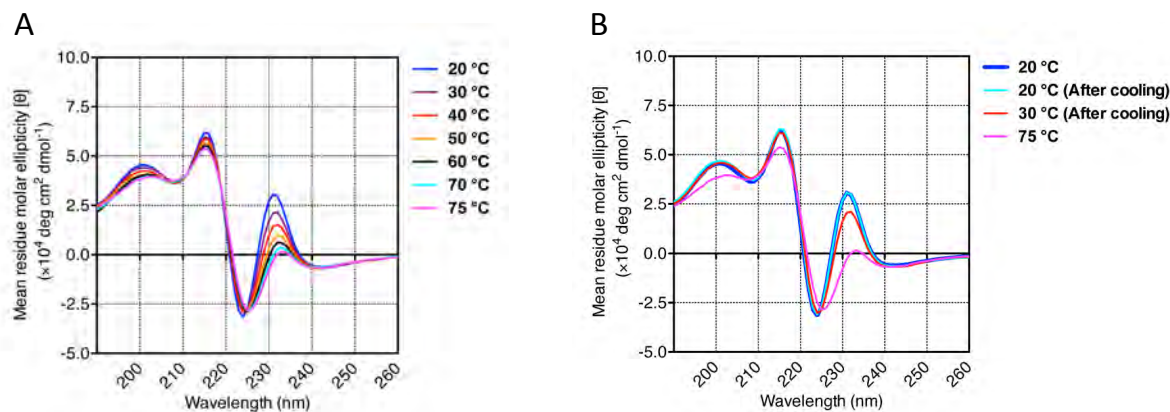 A
Mean residue molar ellipticity [θ]
(×10⁴ deg cm² dmol⁻¹)
10.0
7.5
5.0
2.5
0.0
-2.5
-5.0
200 210 220 230 240 250 260
Wavelength (nm)
20 °C
30 °C
40 °C
50 °C
60 °C
70 °C
75 °C
B
Mean residue molar ellipticity [θ]
(×10⁴ deg cm² dmol⁻¹)
10.0
7.5
5.0
2.5
0.0
-2.5
-5.0
200 210 220 230 240 250 260
Wavelength (nm)
20 °C
20 °C (After cooling)
30 °C (After cooling)
75 °C